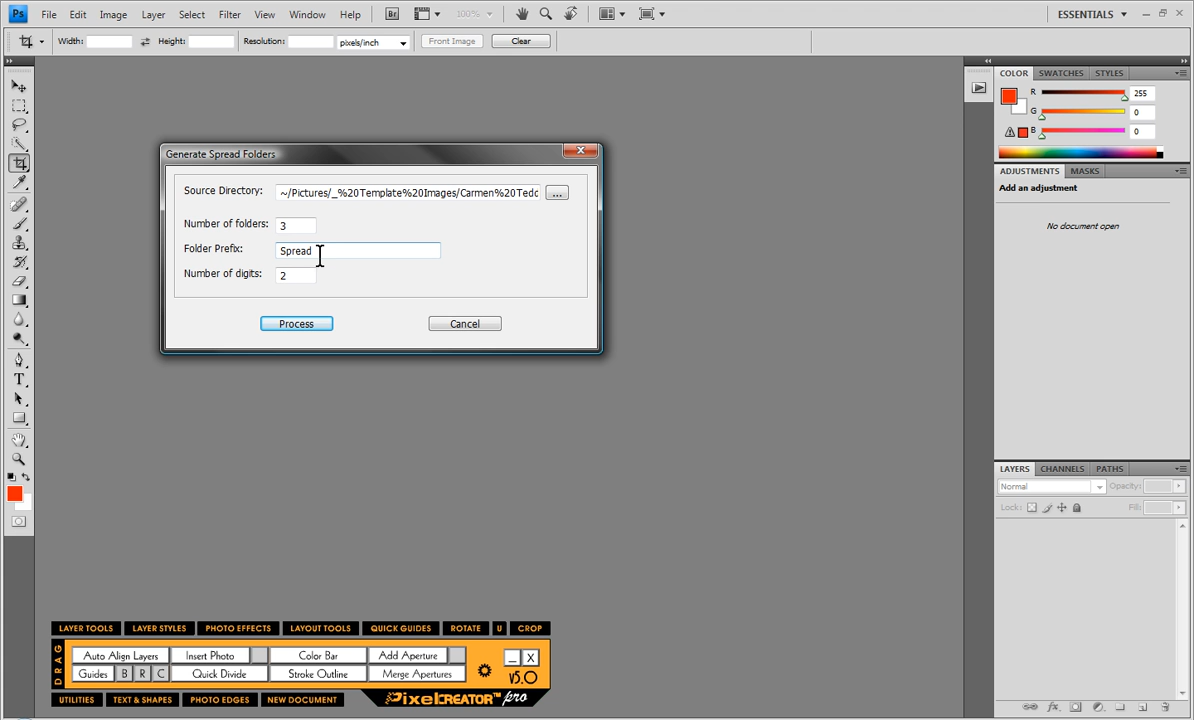 Ps File Edit Image Layer Select Filter View Window Help Br 100% ESSENTIALS
Width: Height: Resolution: pixels/inch Front Image Clear
COLOR SWATCHES STYLES
R 255
G 0
B 0
ADJUSTMENTS MASKS
Add an adjustment
No document open
Generate Spread Folders
Source Directory: ~/Pictures/_%20Template%20Images/Carmen%20Tedd ...
Number of folders: 3
Folder Prefix: Spread
Number of digits: 2
Process Cancel
LAYERS CHANNELS PATHS
Normal Opacity:
Lock: Fill:
LAYER TOOLS LAYER STYLES PHOTO EFFECTS LAYOUT TOOLS QUICK GUIDES ROTATE U CROP
DRAG
Auto Align Layers Insert Photo Color Bar Add Aperture _ X
Guides B R C Quick Divide Stroke Outline Merge Apertures v5.0
UTILITIES TEXT & SHAPES PHOTO EDGES NEW DOCUMENT PixelCREATOR™ pro